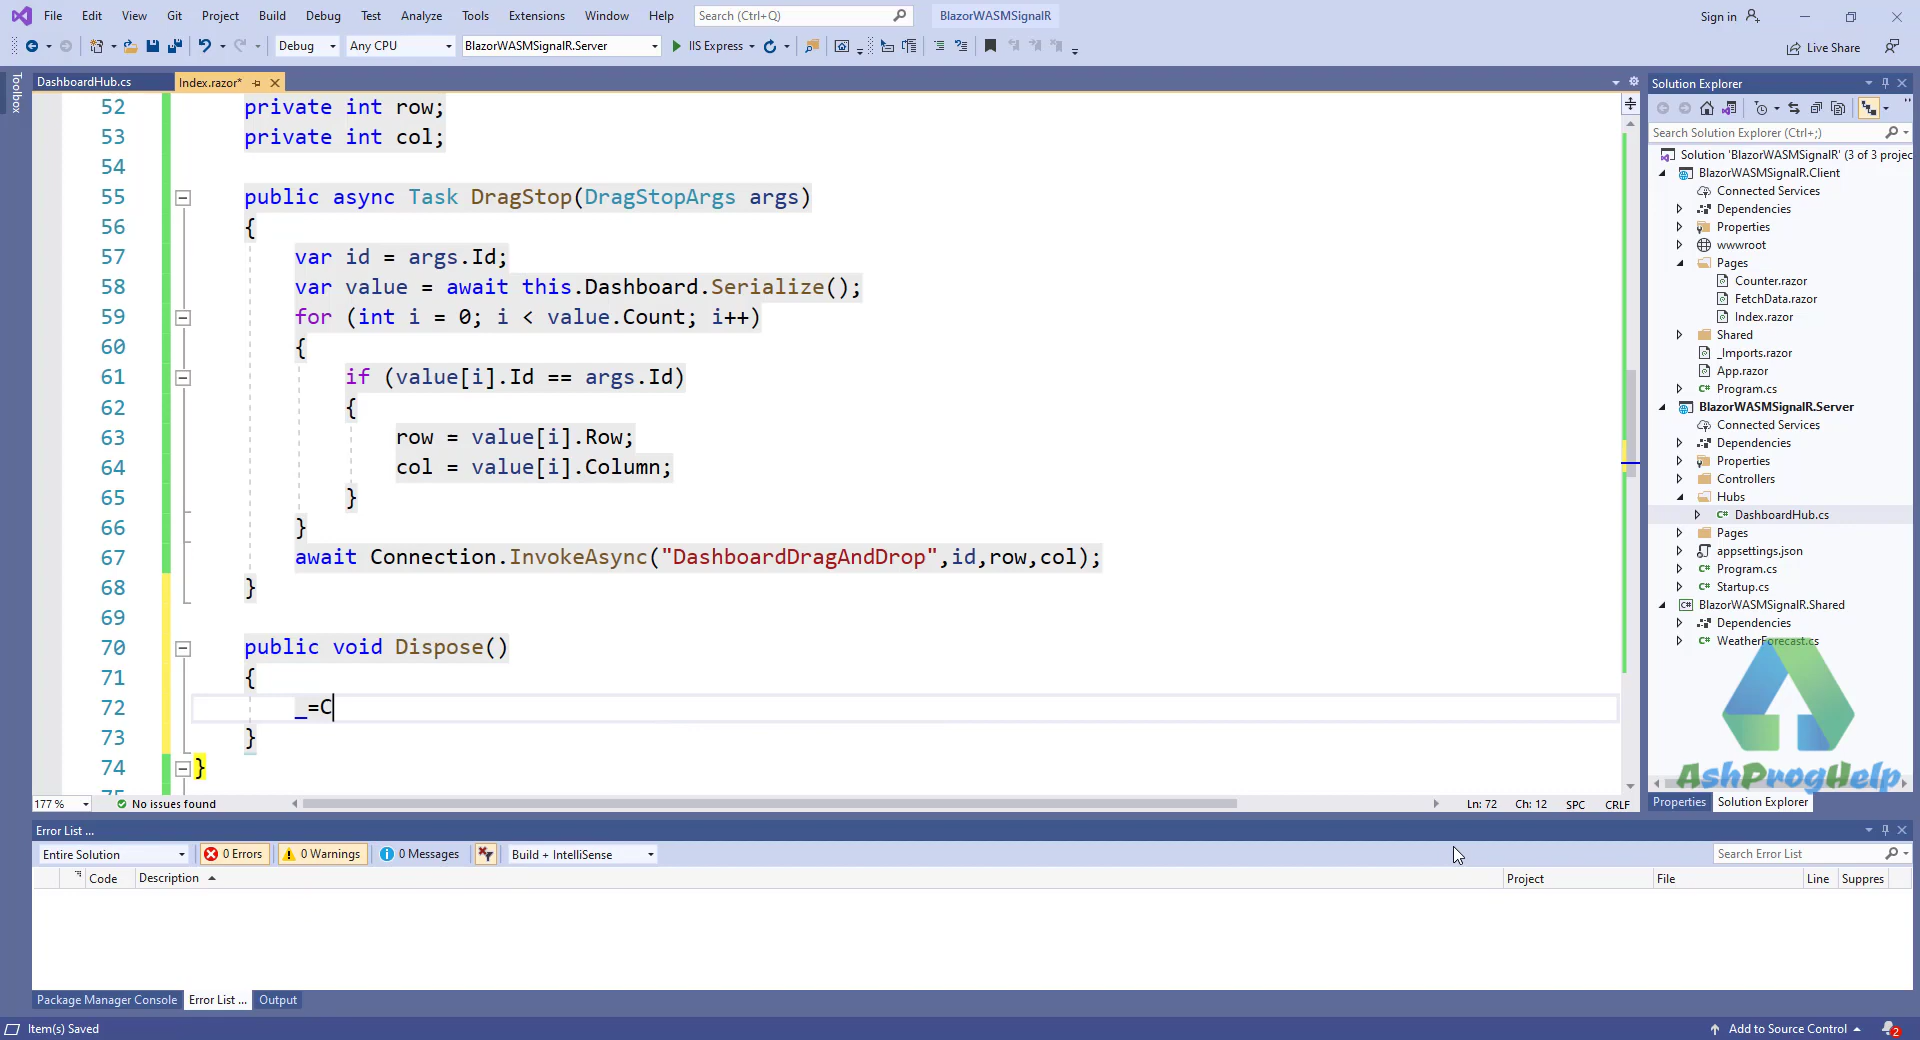 File Edit View Git Project Build Debug Test Analyze Tools Extensions Window Help Search (Ctrl+Q) BlazorWASMSignalR Sign in
Debug Any CPU BlazorWASMSignalR.Server IIS Express Live Share
Toolbox
DashboardHub.cs Index.razor*
52 private int row;
53 private int col;
54
55 public async Task DragStop(DragStopArgs args)
56 {
57 var id = args.Id;
58 var value = await this.Dashboard.Serialize();
59 for (int i = 0; i < value.Count; i++)
60 {
61 if (value[i].Id == args.Id)
62 {
63 row = value[i].Row;
64 col = value[i].Column;
65 }
66 }
67 await Connection.InvokeAsync("DashboardDragAndDrop",id,row,col);
68 }
69
70 public void Dispose()
71 {
72 _=C
73 }
74 }
177 % No issues found Ln: 72 Ch: 12 SPC CRLF
Solution Explorer
Search Solution Explorer (Ctrl+;)
Solution 'BlazorWASMSignalR' (3 of 3 projec
BlazorWASMSignalR.Client
Connected Services
Dependencies
Properties
wwwroot
Pages
Counter.razor
FetchData.razor
Index.razor
Shared
_Imports.razor
App.razor
Program.cs
BlazorWASMSignalR.Server
Connected Services
Dependencies
Properties
Controllers
Hubs
DashboardHub.cs
Pages
appsettings.json
Program.cs
Startup.cs
BlazorWASMSignalR.Shared
Dependencies
WeatherForecast.cs
AshProgHelp
Properties Solution Explorer
Error List ...
Entire Solution 0 Errors 0 Warnings 0 Messages Build + IntelliSense Search Error List
Code Description Project File Line Suppres
Package Manager Console Error List ... Output
Item(s) Saved Add to Source Control 2